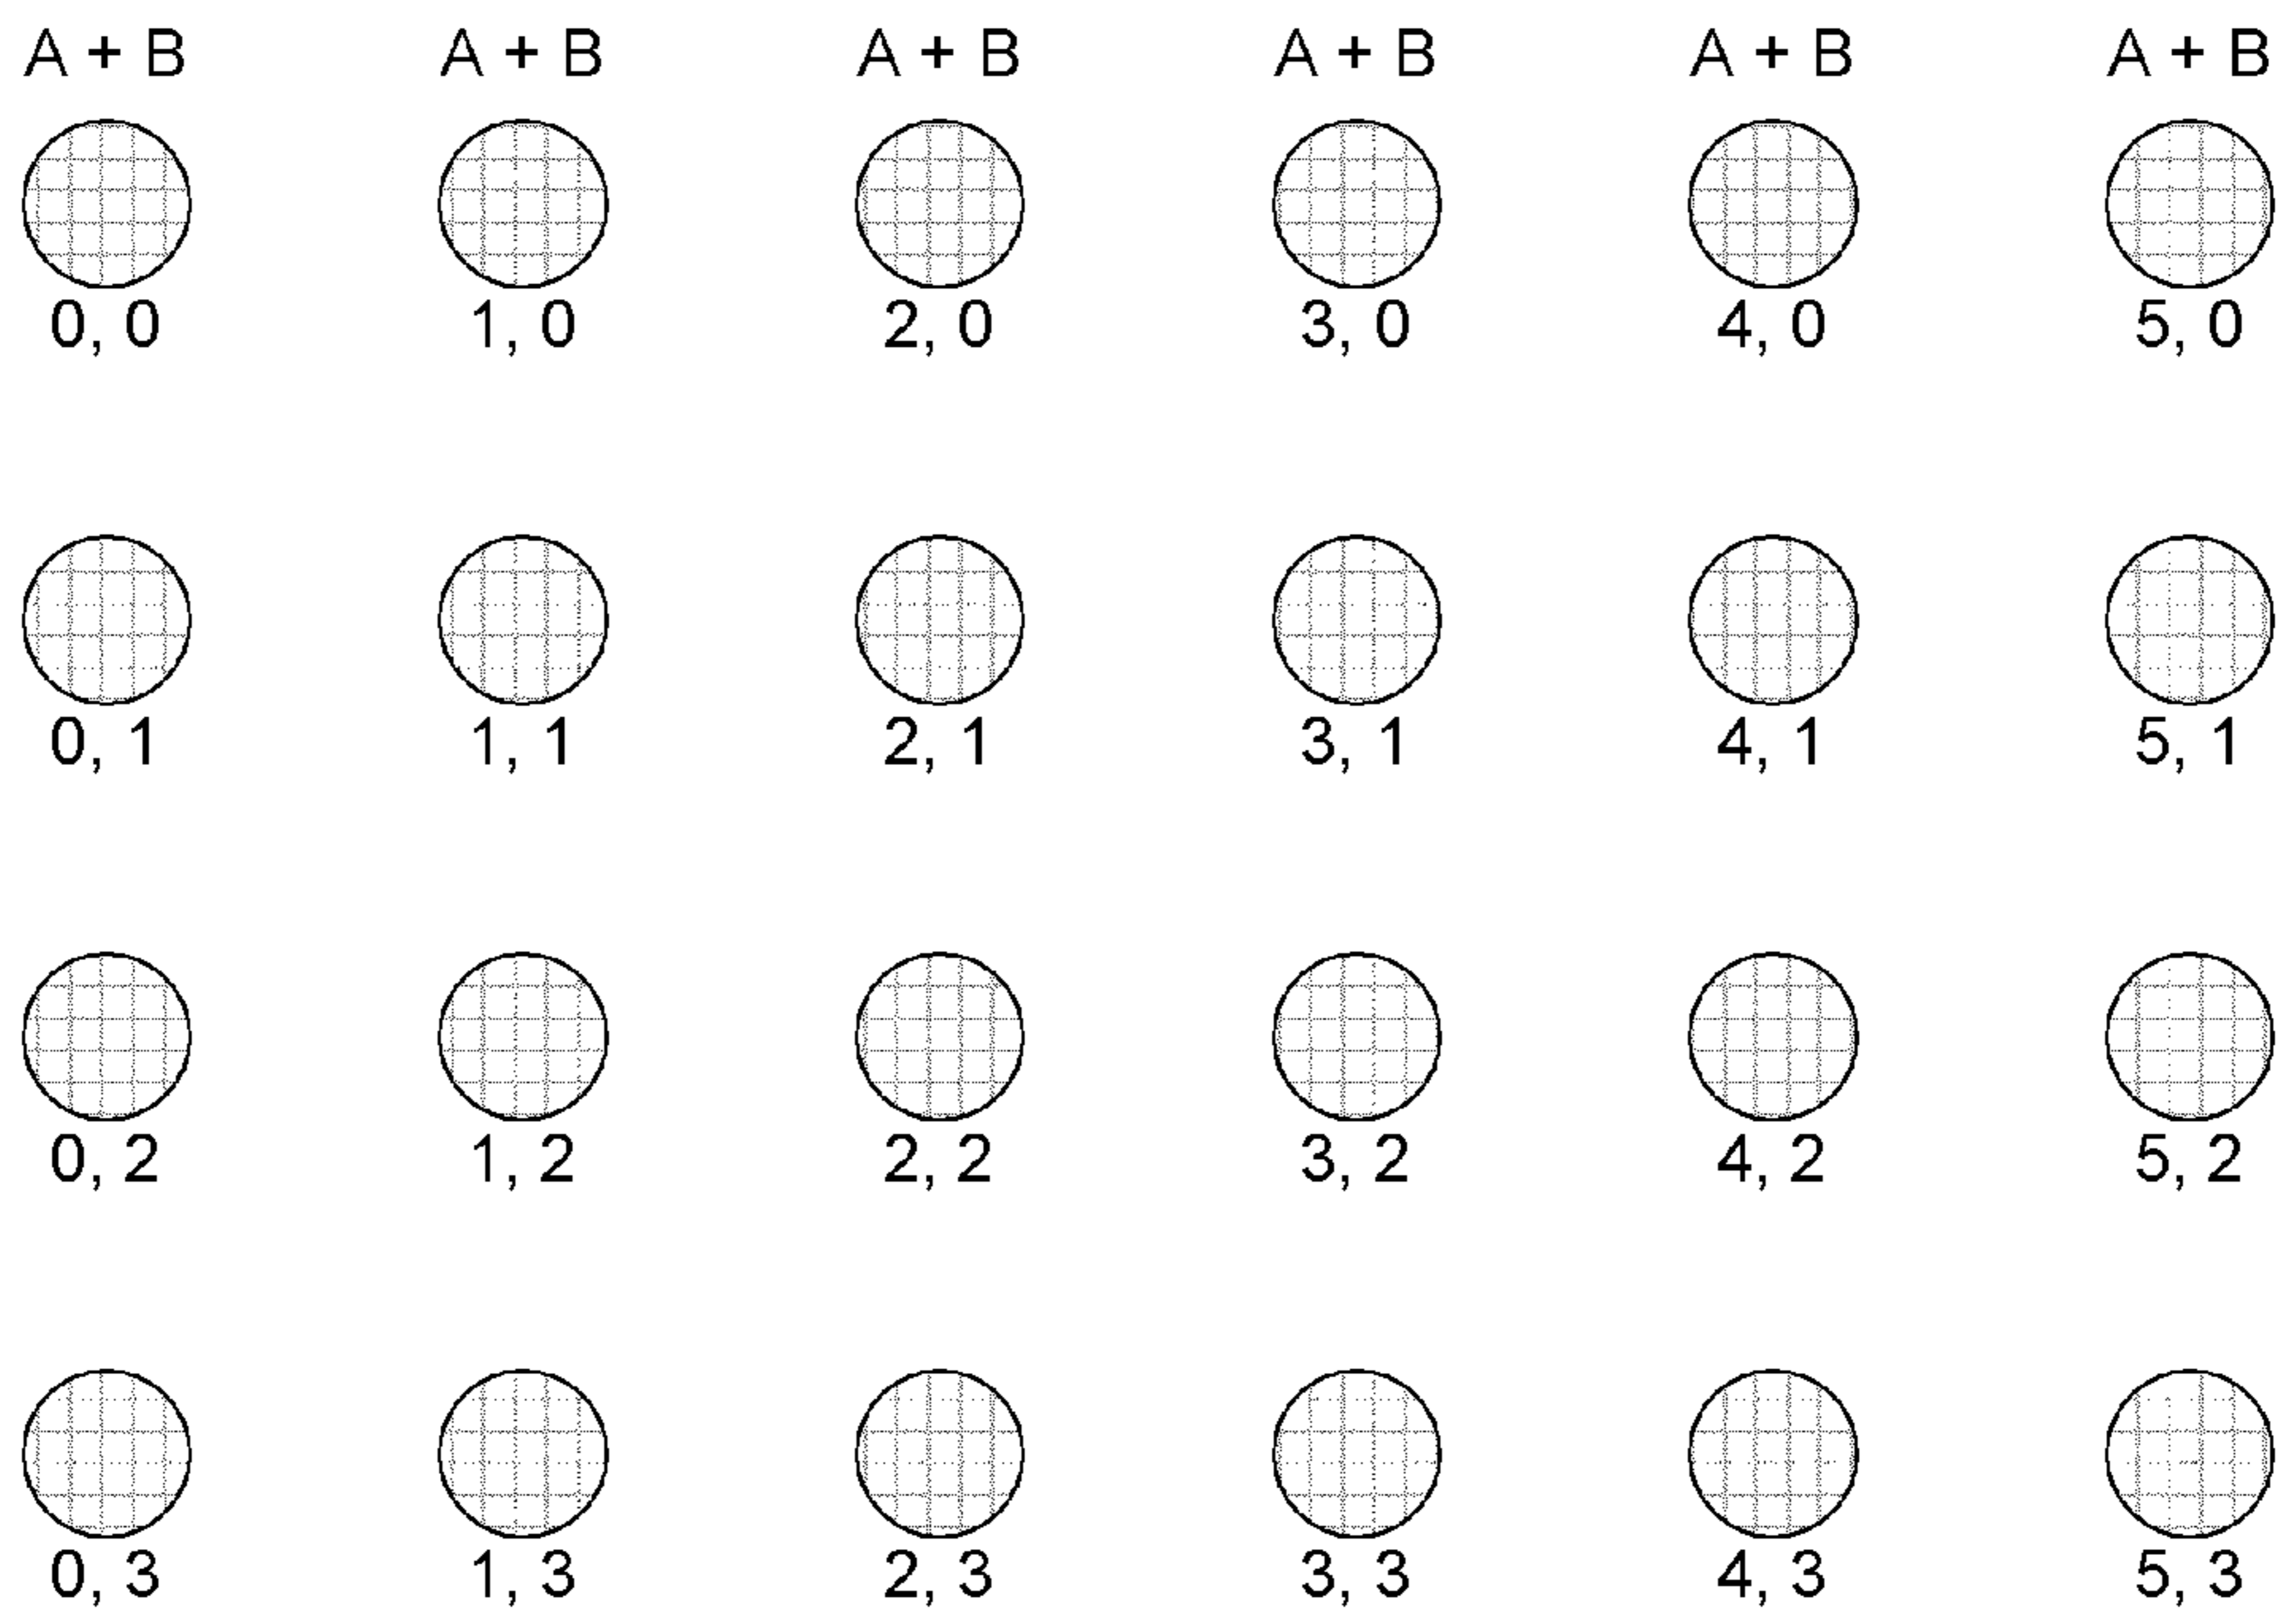 A + B A + B A + B A + B A + B A + B
0, 0 1, 0 2, 0 3, 0 4, 0 5, 0
0, 1 1, 1 2, 1 3, 1 4, 1 5, 1
0, 2 1, 2 2, 2 3, 2 4, 2 5, 2
0, 3 1, 3 2, 3 3, 3 4, 3 5, 3